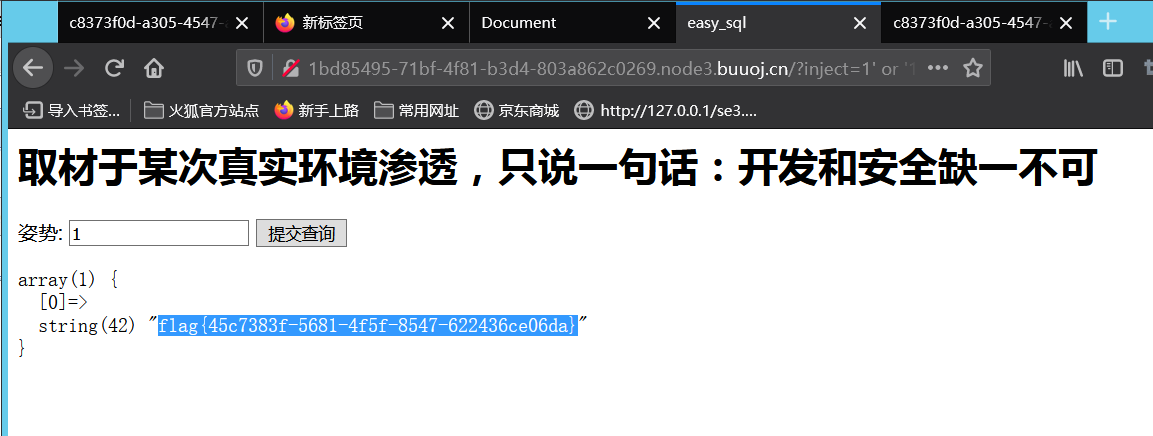 c8373f0d-a305-4547-
新标签页
Document
easy_sql
c8373f0d-a305-4547-
1bd85495-71bf-4f81-b3d4-803a862c0269.node3.buuoj.cn/?inject=1' or '1
导入书签...
火狐官方站点
新手上路
常用网址
京东商城
http://127.0.0.1/se3....
取材于某次真实环境渗透，只说一句话：开发和安全缺一不可
姿势: 1 提交查询
array(1) {
[0]=>
string(42) "flag{45c7383f-5681-4f5f-8547-622436ce06da}"
}